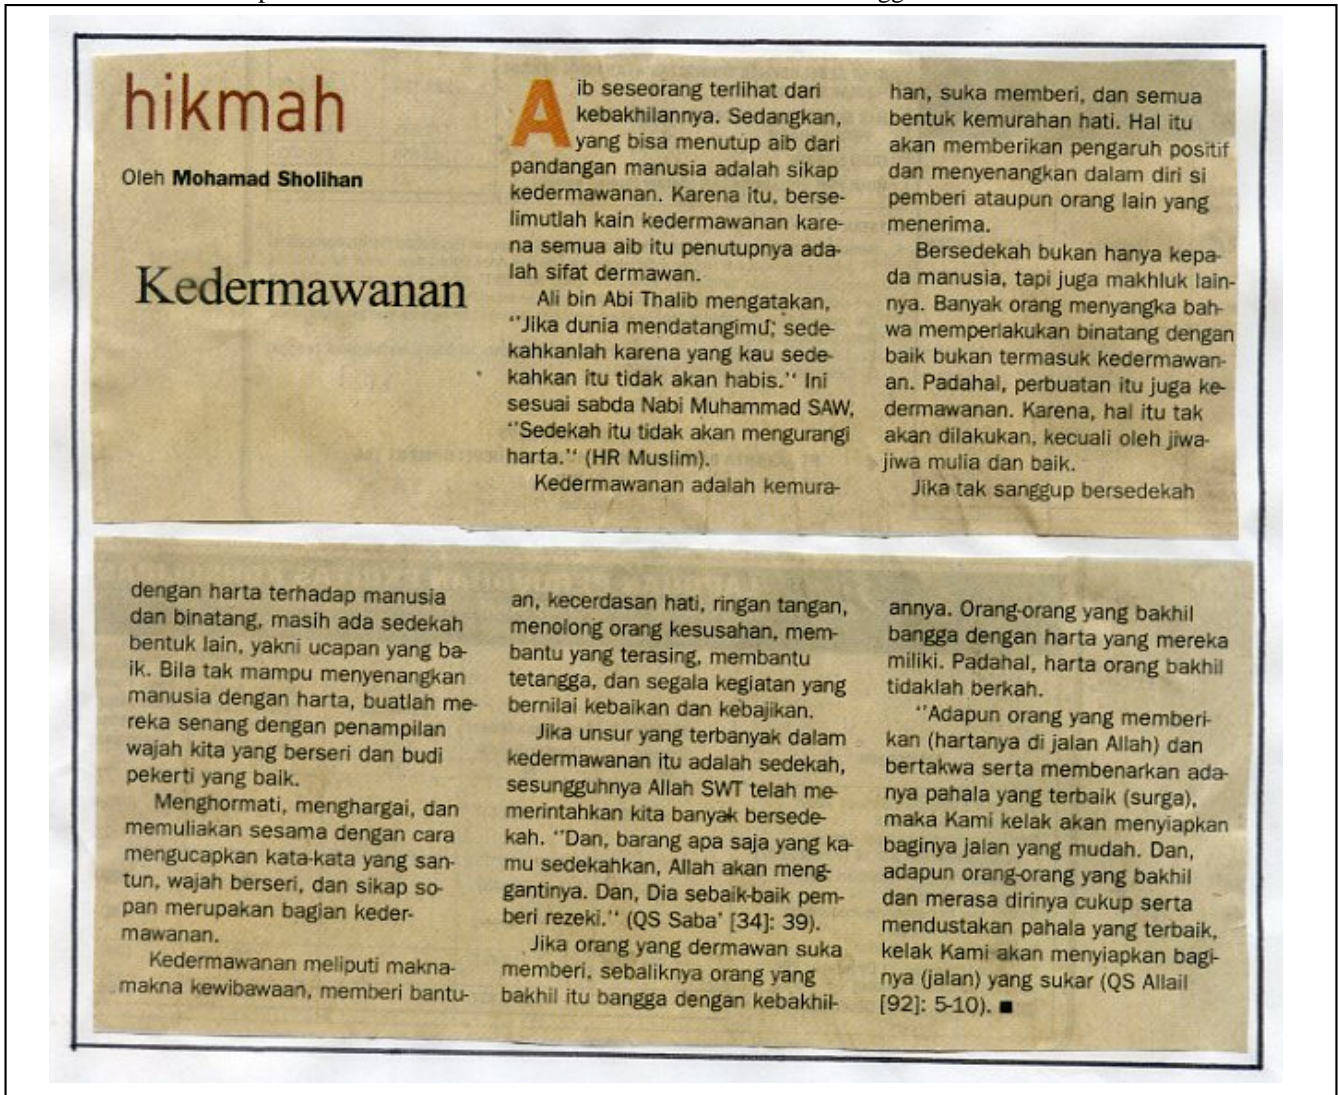 hikmah
Oleh Mohamad Sholihan
Kedermawanan
Aib seseorang terlihat dari
kebakhilannya. Sedangkan,
yang bisa menutup aib dari
pandangan manusia adalah sikap
kedermawanan. Karena itu, berse-
limutlah kain kedermawanan kare-
na semua aib itu penutupnya ada-
lah sifat dermawan.
Ali bin Abi Thalib mengatakan,
‘‘Jika dunia mendatangimu, sede-
kahkanlah karena yang kau sede-
kahkan itu tidak akan habis.’’ Ini
sesuai sabda Nabi Muhammad SAW,
‘‘Sedekah itu tidak akan mengurangi
harta.’’ (HR Muslim).
Kedermawanan adalah kemura-
han, suka memberi, dan semua
bentuk kemurahan hati. Hal itu
akan memberikan pengaruh positif
dan menyenangkan dalam diri si
pemberi ataupun orang lain yang
menerima.
Bersedekah bukan hanya kepa-
da manusia, tapi juga makhluk lain-
nya. Banyak orang menyangka bah-
wa memperlakukan binatang dengan
baik bukan termasuk kedermawan-
an. Padahal, perbuatan itu juga ke-
dermawanan. Karena, hal itu tak
akan dilakukan, kecuali oleh jiwa-
jiwa mulia dan baik.
Jika tak sanggup bersedekah
dengan harta terhadap manusia
dan binatang, masih ada sedekah
bentuk lain, yakni ucapan yang ba-
ik. Bila tak mampu menyenangkan
manusia dengan harta, buatlah me-
reka senang dengan penampilan
wajah kita yang berseri dan budi
pekerti yang baik.
Menghormati, menghargai, dan
memuliakan sesama dengan cara
mengucapkan kata-kata yang san-
tun, wajah berseri, dan sikap so-
pan merupakan bagian keder-
mawanan.
Kedermawanan meliputi makna-
makna kewibawaan, memberi bantu-
an, kecerdasan hati, ringan tangan,
menolong orang kesusahan, mem-
bantu yang terasing, membantu
tetangga, dan segala kegiatan yang
bernilai kebaikan dan kebajikan.
Jika unsur yang terbanyak dalam
kedermawanan itu adalah sedekah,
sesungguhnya Allah SWT telah me-
merintahkan kita banyak bersede-
kah. ‘‘Dan, barang apa saja yang ka-
mu sedekahkan, Allah akan meng-
gantinya. Dan, Dia sebaik-baik pem-
beri rezeki.’’ (QS Saba' [34]: 39).
Jika orang yang dermawan suka
memberi, sebaliknya orang yang
bakhil itu bangga dengan kebakhil-
annya. Orang-orang yang bakhil
bangga dengan harta yang mereka
miliki. Padahal, harta orang bakhil
tidaklah berkah.
‘‘Adapun orang yang memberi-
kan (hartanya di jalan Allah) dan
bertakwa serta membenarkan ada-
nya pahala yang terbaik (surga),
maka Kami kelak akan menyiapkan
baginya jalan yang mudah. Dan,
adapun orang-orang yang bakhil
dan merasa dirinya cukup serta
mendustakan pahala yang terbaik,
kelak Kami akan menyiapkan bagi-
nya (jalan) yang sukar (QS Allail
[92]: 5-10). ■